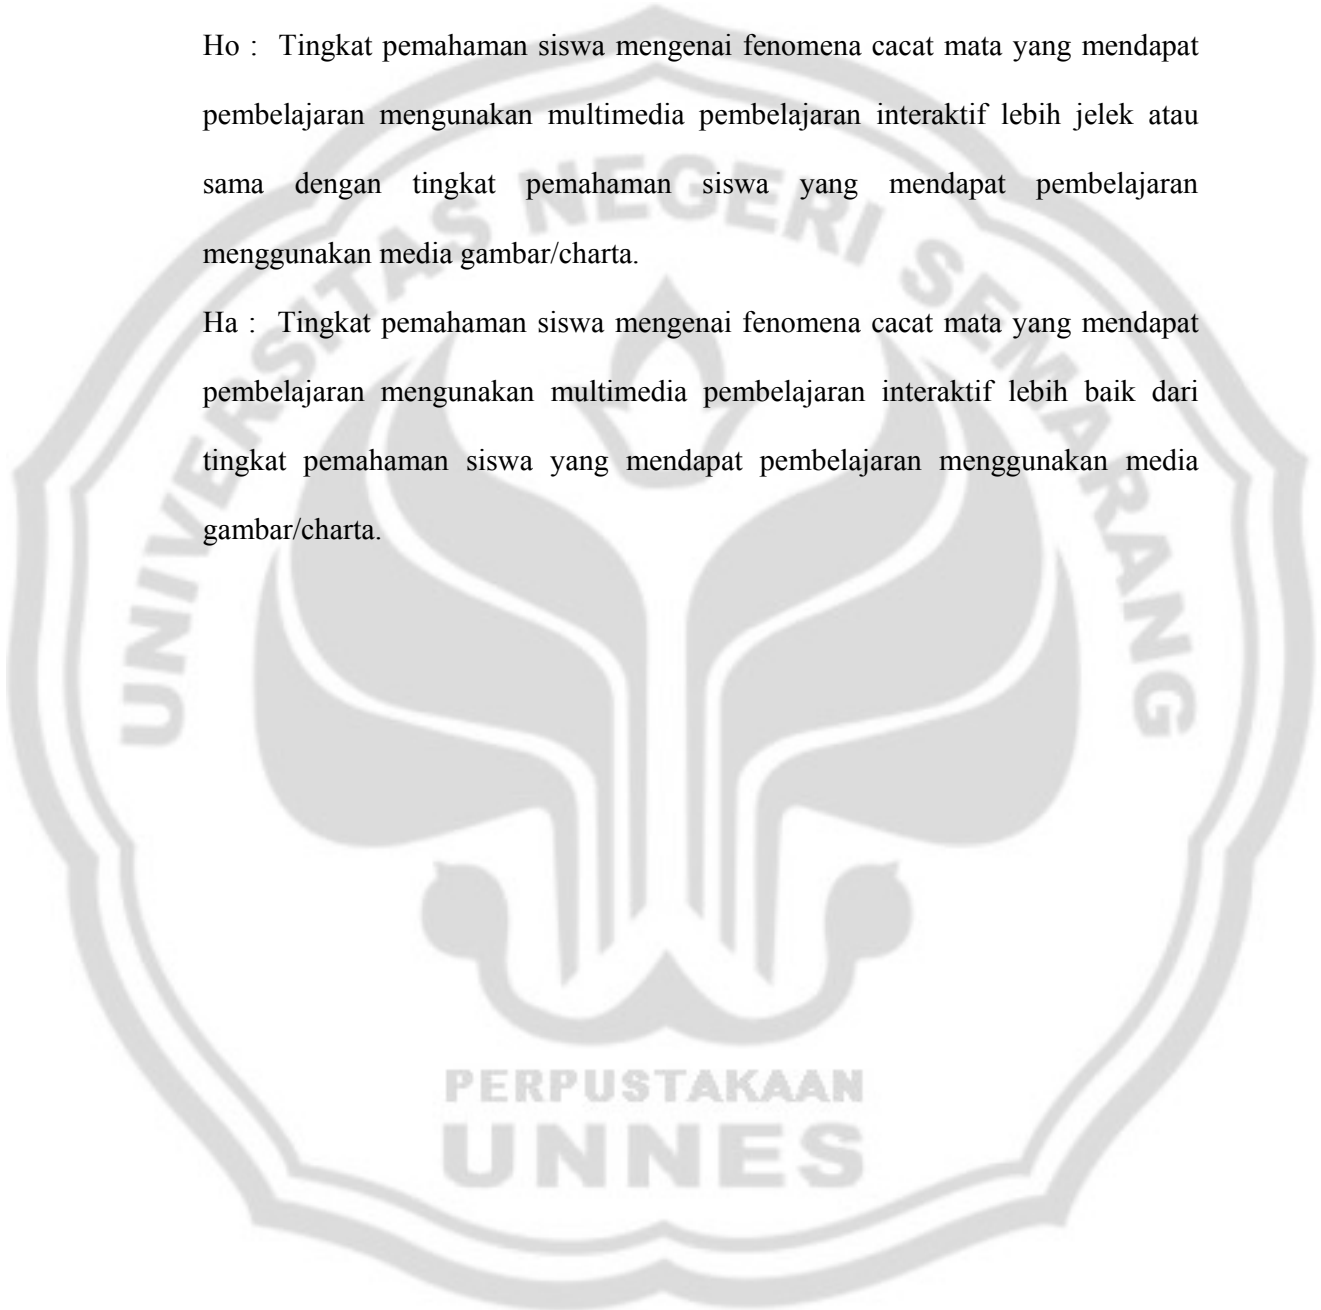 Ho : Tingkat pemahaman siswa mengenai fenomena cacat mata yang mendapat
pembelajaran mengunakan multimedia pembelajaran interaktif lebih jelek atau
sama dengan tingkat pemahaman siswa yang mendapat pembelajaran
menggunakan media gambar/charta.
Ha : Tingkat pemahaman siswa mengenai fenomena cacat mata yang mendapat
pembelajaran mengunakan multimedia pembelajaran interaktif lebih baik dari
tingkat pemahaman siswa yang mendapat pembelajaran menggunakan media
gambar/charta.
UNIVERSITAS NEGERI SEMARANG
PERPUSTAKAAN
UNNES